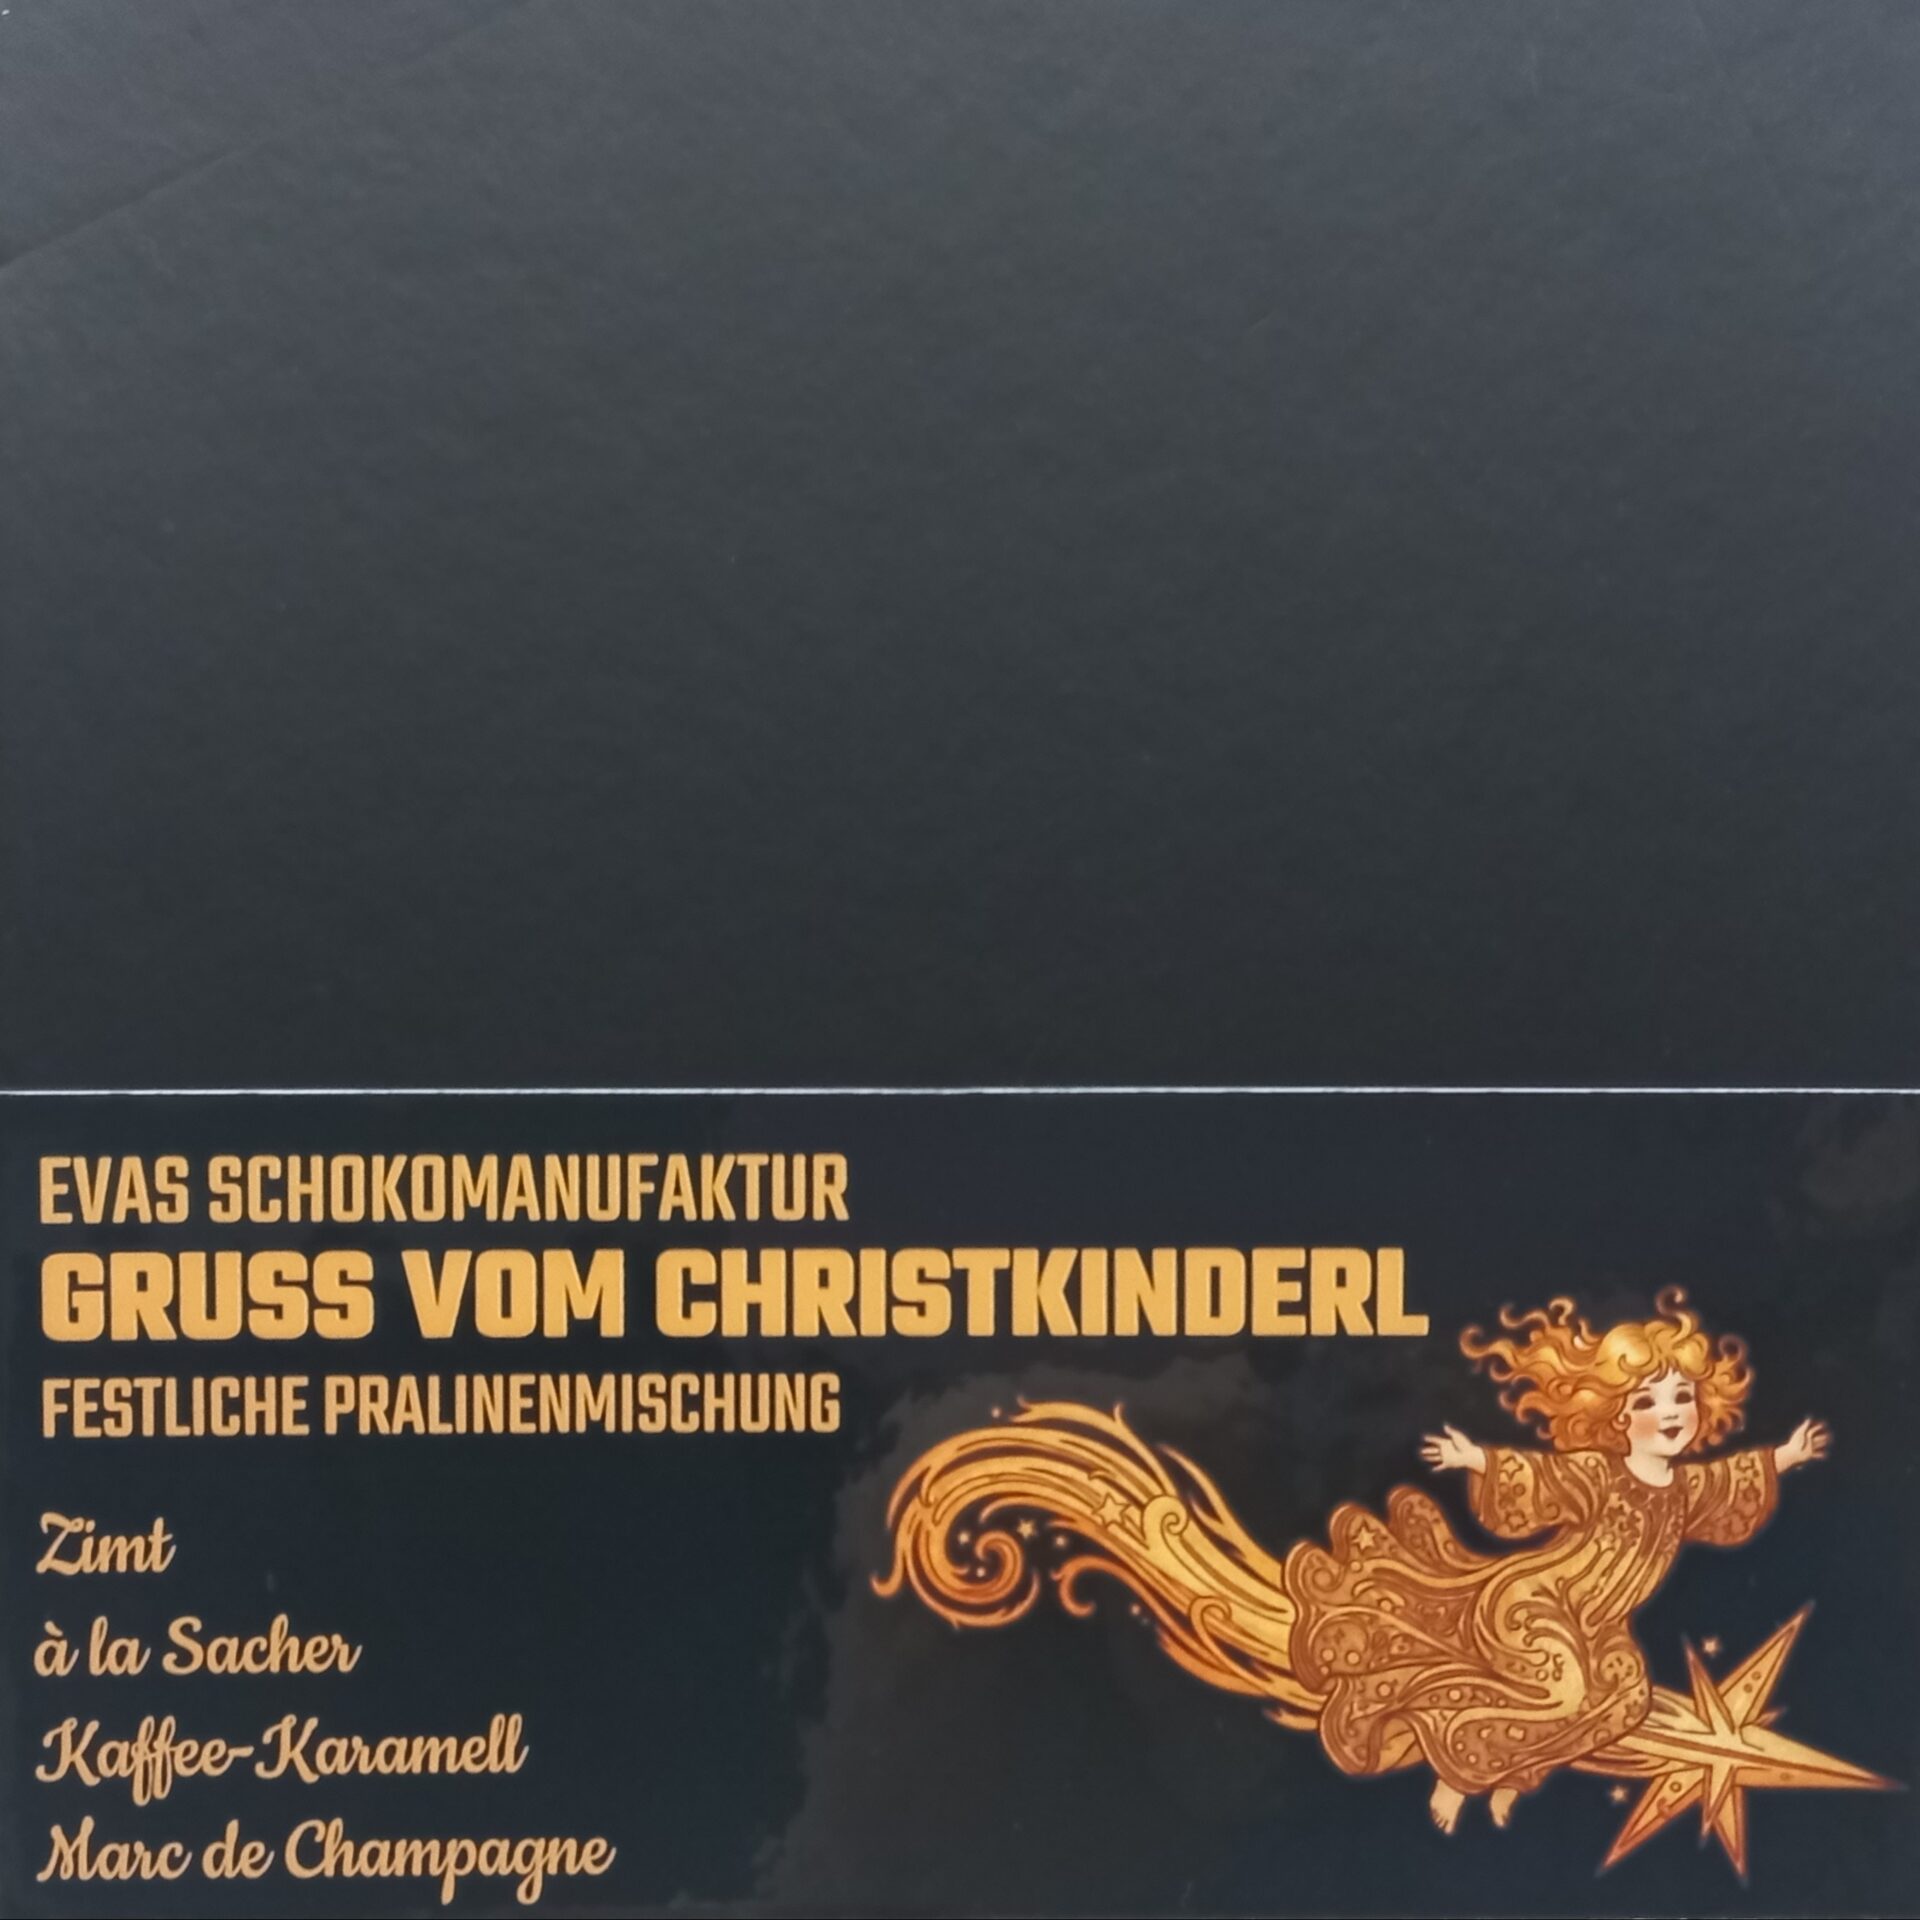 EVAS SCHOKOMANUFAKTUR
GRUSS VOM CHRISTKINDERL
FESTLICHE PRALINENMISCHUNG
Zimt
à la Sacher
Kaffee-Karamell
Marc de Champagne